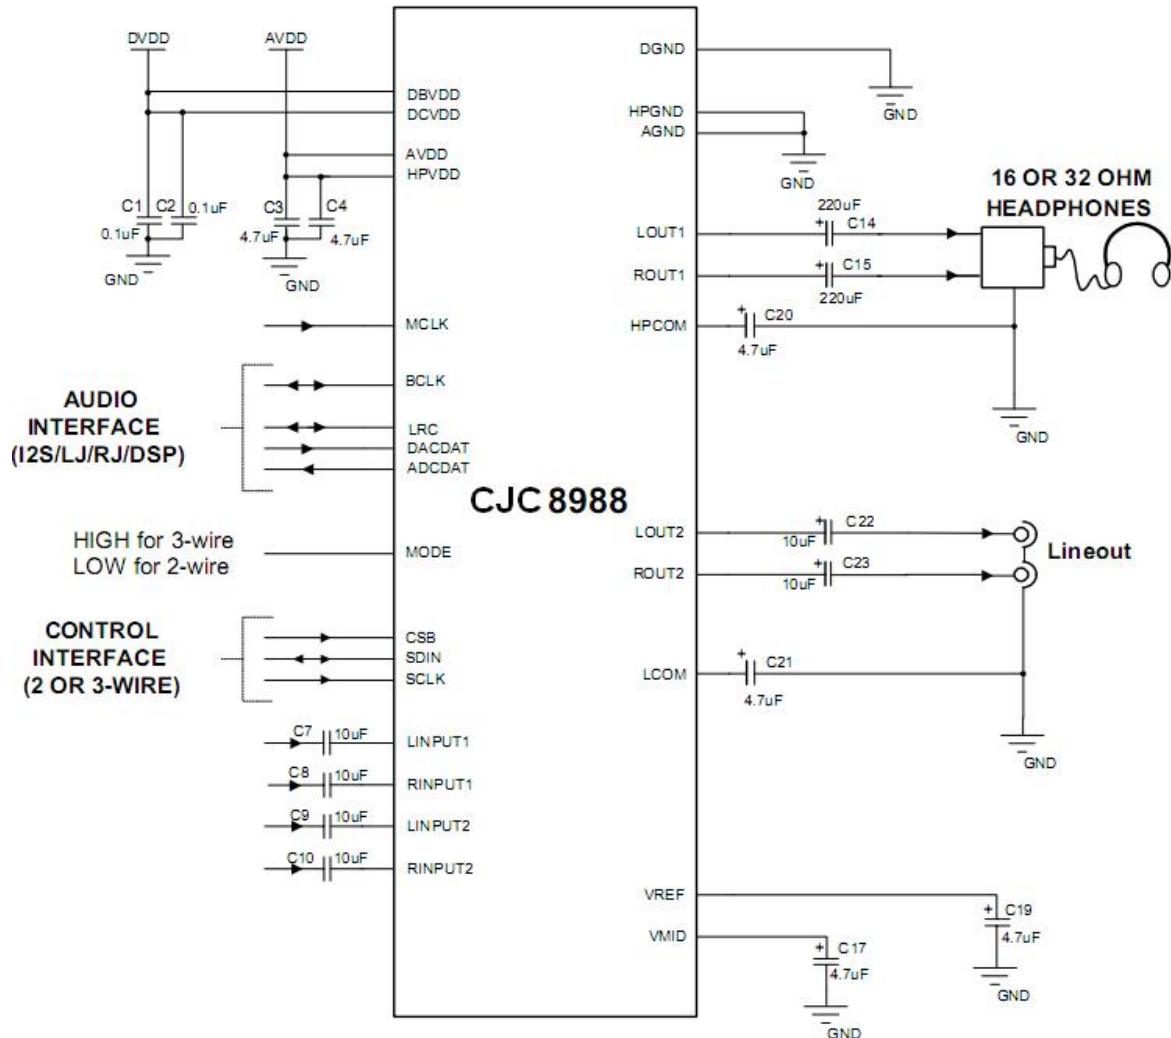 DVDD
AVDD
DBVDD
DCVDD
AVDD
HPVDD
C1
C2
0.1uF
0.1uF
C3
C4
4.7uF
4.7uF
GND
GND
MCLK
AUDIO
INTERFACE
(I2S/LJ/RJ/DSP)
BCLK
LRC
DACDAT
ADCDAT
HIGH for 3-wire
LOW for 2-wire
MODE
CONTROL
INTERFACE
(2 OR 3-WIRE)
CSB
SDIN
SCLK
C7
10uF
LINPUT1
C8
10uF
RINPUT1
C9
10uF
LINPUT2
C10
10uF
RINPUT2
CJC 8988
DGND
GND
HPGND
AGND
GND
16 OR 32 OHM
HEADPHONES
LOUT1
220uF
+
C14
ROUT1
+
C15
220uF
HPCOM
+
C20
4.7uF
GND
LOUT2
+
C22
10uF
ROUT2
+
C23
10uF
Lineout
LCOM
+
C21
4.7uF
GND
VREF
+
C19
4.7uF
GND
VMID
+
C17
4.7uF
GND